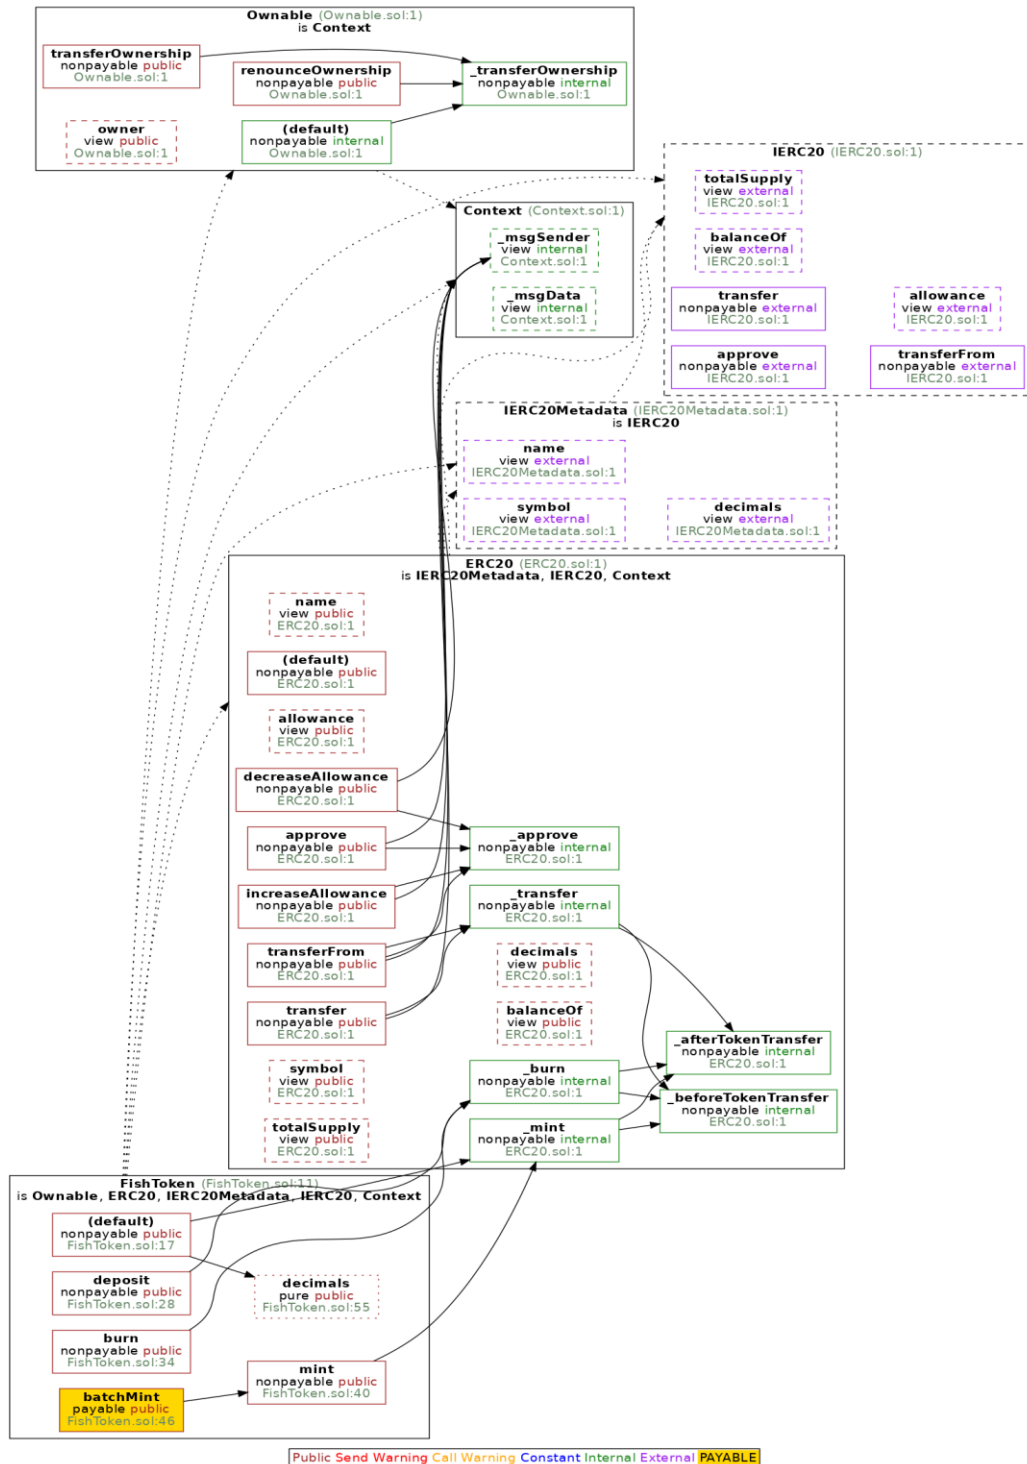 Ownable (Ownable.sol:1)
is Context
transferOwnership
nonpayable public
Ownable.sol:1
renounceOwnership
nonpayable public
Ownable.sol:1
_transferOwnership
nonpayable internal
Ownable.sol:1
owner
view public
Ownable.sol:1
(default)
nonpayable internal
Ownable.sol:1
IERC20 (IERC20.sol:1)
totalSupply
view external
IERC20.sol:1
balanceOf
view external
IERC20.sol:1
transfer
nonpayable external
IERC20.sol:1
allowance
view external
IERC20.sol:1
approve
nonpayable external
IERC20.sol:1
transferFrom
nonpayable external
IERC20.sol:1
Context (Context.sol:1)
_msgSender
view internal
Context.sol:1
_msgData
view internal
Context.sol:1
IERC20Metadata (IERC20Metadata.sol:1)
is IERC20
name
view external
IERC20Metadata.sol:1
symbol
view external
IERC20Metadata.sol:1
decimals
view external
IERC20Metadata.sol:1
ERC20 (ERC20.sol:1)
is IERC20Metadata, IERC20, Context
name
view public
ERC20.sol:1
(default)
nonpayable public
ERC20.sol:1
allowance
view public
ERC20.sol:1
decreaseAllowance
nonpayable public
ERC20.sol:1
approve
nonpayable public
ERC20.sol:1
_approve
nonpayable internal
ERC20.sol:1
increaseAllowance
nonpayable public
ERC20.sol:1
_transfer
nonpayable internal
ERC20.sol:1
transferFrom
nonpayable public
ERC20.sol:1
decimals
view public
ERC20.sol:1
transfer
nonpayable public
ERC20.sol:1
balanceOf
view public
ERC20.sol:1
_afterTokenTransfer
nonpayable internal
ERC20.sol:1
symbol
view public
ERC20.sol:1
_burn
nonpayable internal
ERC20.sol:1
_beforeTokenTransfer
nonpayable internal
ERC20.sol:1
totalSupply
view public
ERC20.sol:1
_mint
nonpayable internal
ERC20.sol:1
FishToken (FishToken.sol:11)
is Ownable, ERC20, IERC20Metadata, IERC20, Context
(default)
nonpayable public
FishToken.sol:17
deposit
nonpayable public
FishToken.sol:28
decimals
pure public
FishToken.sol:55
burn
nonpayable public
FishToken.sol:34
mint
nonpayable public
FishToken.sol:40
batchMint
payable public
FishToken.sol:46
Public Send Warning Call Warning Constant Internal External PAYABLE